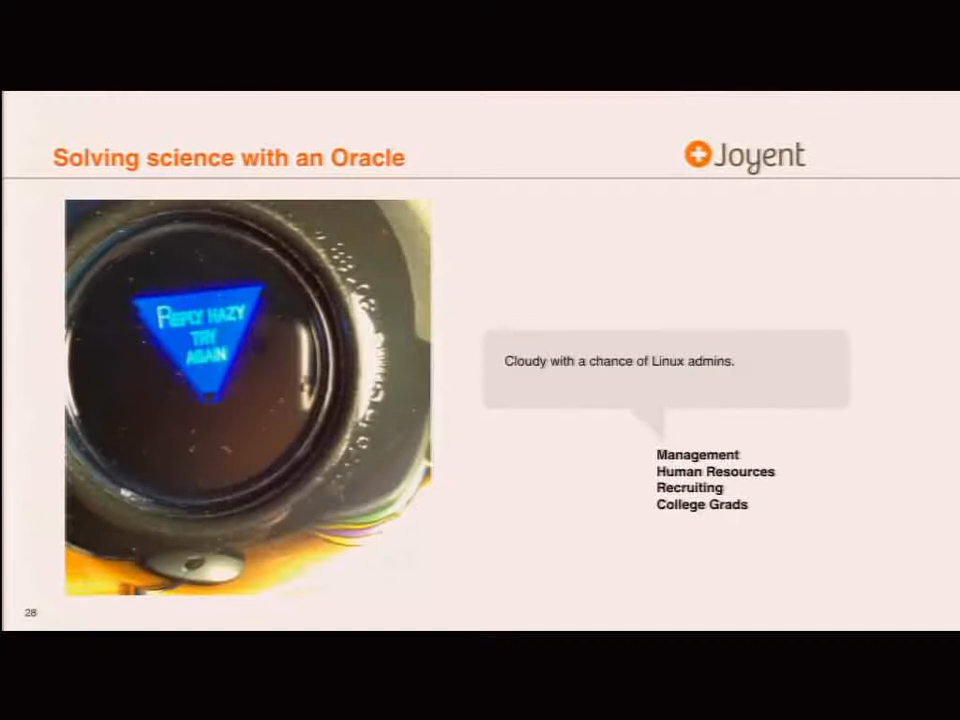 Solving science with an Oracle
Joyent
REPLY HAZY
TRY
AGAIN
Cloudy with a chance of Linux admins.
Management
Human Resources
Recruiting
College Grads
28